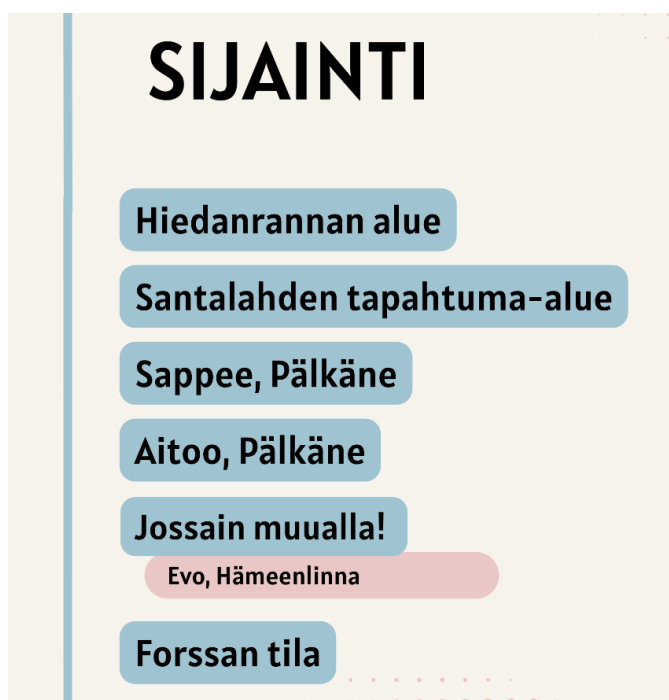 SIJAINTI
Hiedanrannan alue
Santalahden tapahtuma-alue
Sappee, Pälkäne
Aitoo, Pälkäne
Jossain muualla!
Evo, Hämeenlinna
Forssan tila